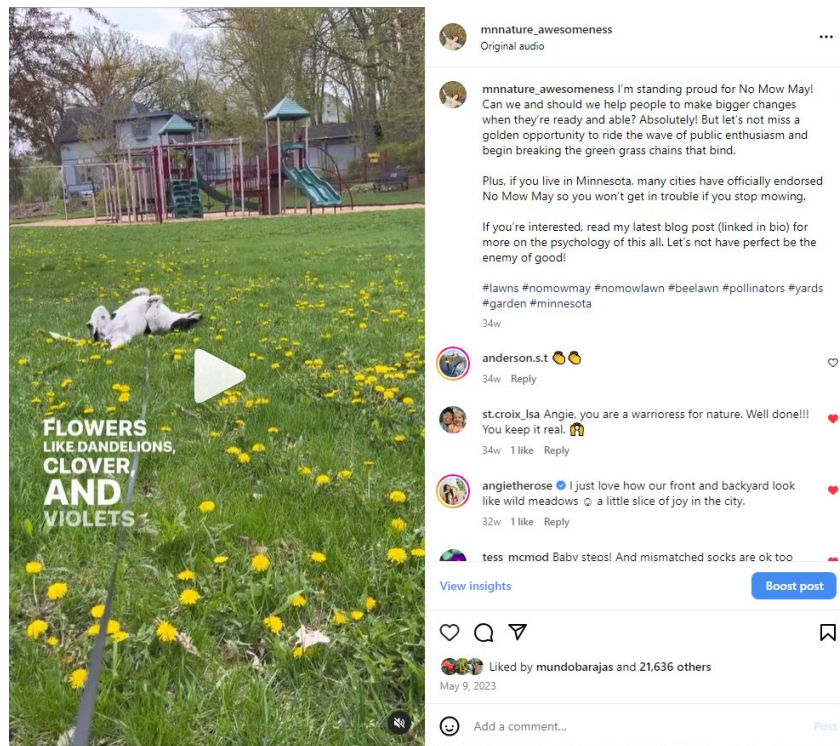 FLOWERS
LIKE DANDELIONS,
CLOVER,
AND
VIOLETS
mnnature_awesomeness
Original audio
mnnature_awesomeness I'm standing proud for No Mow May!
Can we and should we help people to make bigger changes
when they're ready and able? Absolutely! But let's not miss a
golden opportunity to ride the wave of public enthusiasm and
begin breaking the green grass chains that bind.
Plus, if you live in Minnesota, many cities have officially endorsed
No Mow May so you won't get in trouble if you stop mowing.
If you're interested, read my latest blog post (linked in bio) for
more on the psychology of this all. Let's not have perfect be the
enemy of good!
#lawns #nomowmay #nomowlawn #beelawn #pollinators #yards
#garden #minnesota
34w
anderson.s.t 👏👏
34w Reply
st.croix_lsa Angie, you are a warrioress for nature. Well done!!!
You keep it real. 🙌
34w 1 like Reply
angietherose I just love how our front and backyard look
like wild meadows ☺ a little slice of joy in the city.
32w 1 like Reply
tess_mcmod Baby steps! And mismatched socks are ok too
View insights
Boost post
Liked by mundobarajas and 21,636 others
May 9, 2023
Add a comment...
Post